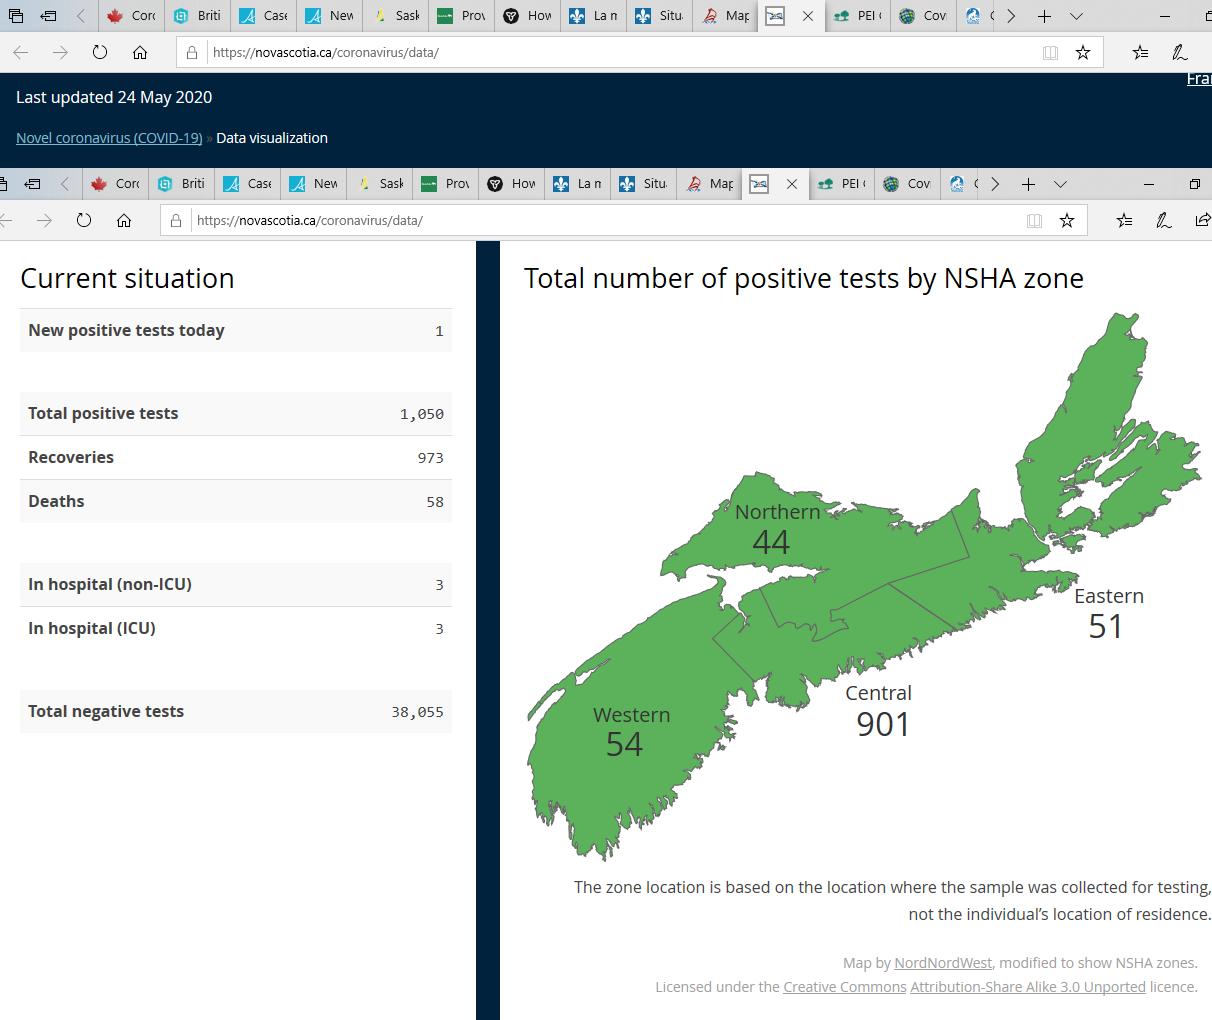 Corc
Briti
Case
New
Sask
Prov
How
La n
Situ
Map
PEI (
Covi
https://novascotia.ca/coronavirus/data/
Fra
Last updated 24 May 2020
Novel coronavirus (COVID-19) » Data visualization
Corc
Briti
Case
New
Sask
Prov
How
La n
Situ
Map
PEI (
Covi
https://novascotia.ca/coronavirus/data/
Current situation
New positive tests today 1
Total positive tests 1,050
Recoveries 973
Deaths 58
In hospital (non-ICU) 3
In hospital (ICU) 3
Total negative tests 38,055
Total number of positive tests by NSHA zone
Northern
44
Eastern
51
Central
901
Western
54
The zone location is based on the location where the sample was collected for testing,
not the individual’s location of residence.
Map by NordNordWest, modified to show NSHA zones.
Licensed under the Creative Commons Attribution-Share Alike 3.0 Unported licence.